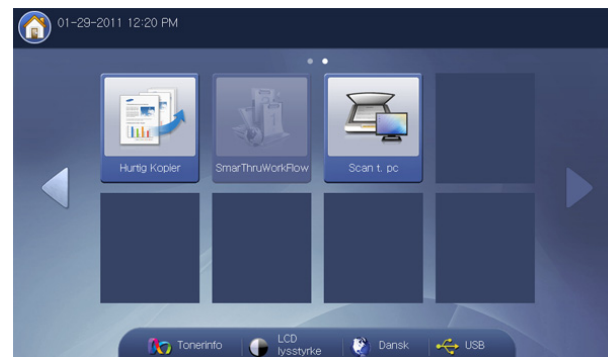 01-29-2011 12:20 PM
Hurtig Kopier
SmarThruWorkFlow
Scan t. pc
Tonerinfo
LCD
lysstyrke
Dansk
USB